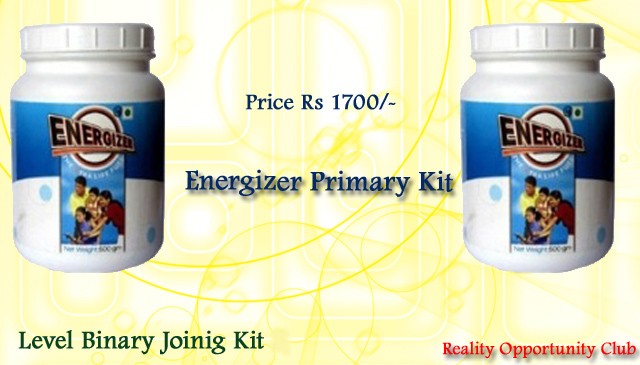 Price Rs 1700/-
Energizer Primary Kit
ENERGIZER
Net Weight:500 gm
ENERGIZER
Net Weight:500 gm
Level Binary Joinig Kit
Reality Opportunity Club